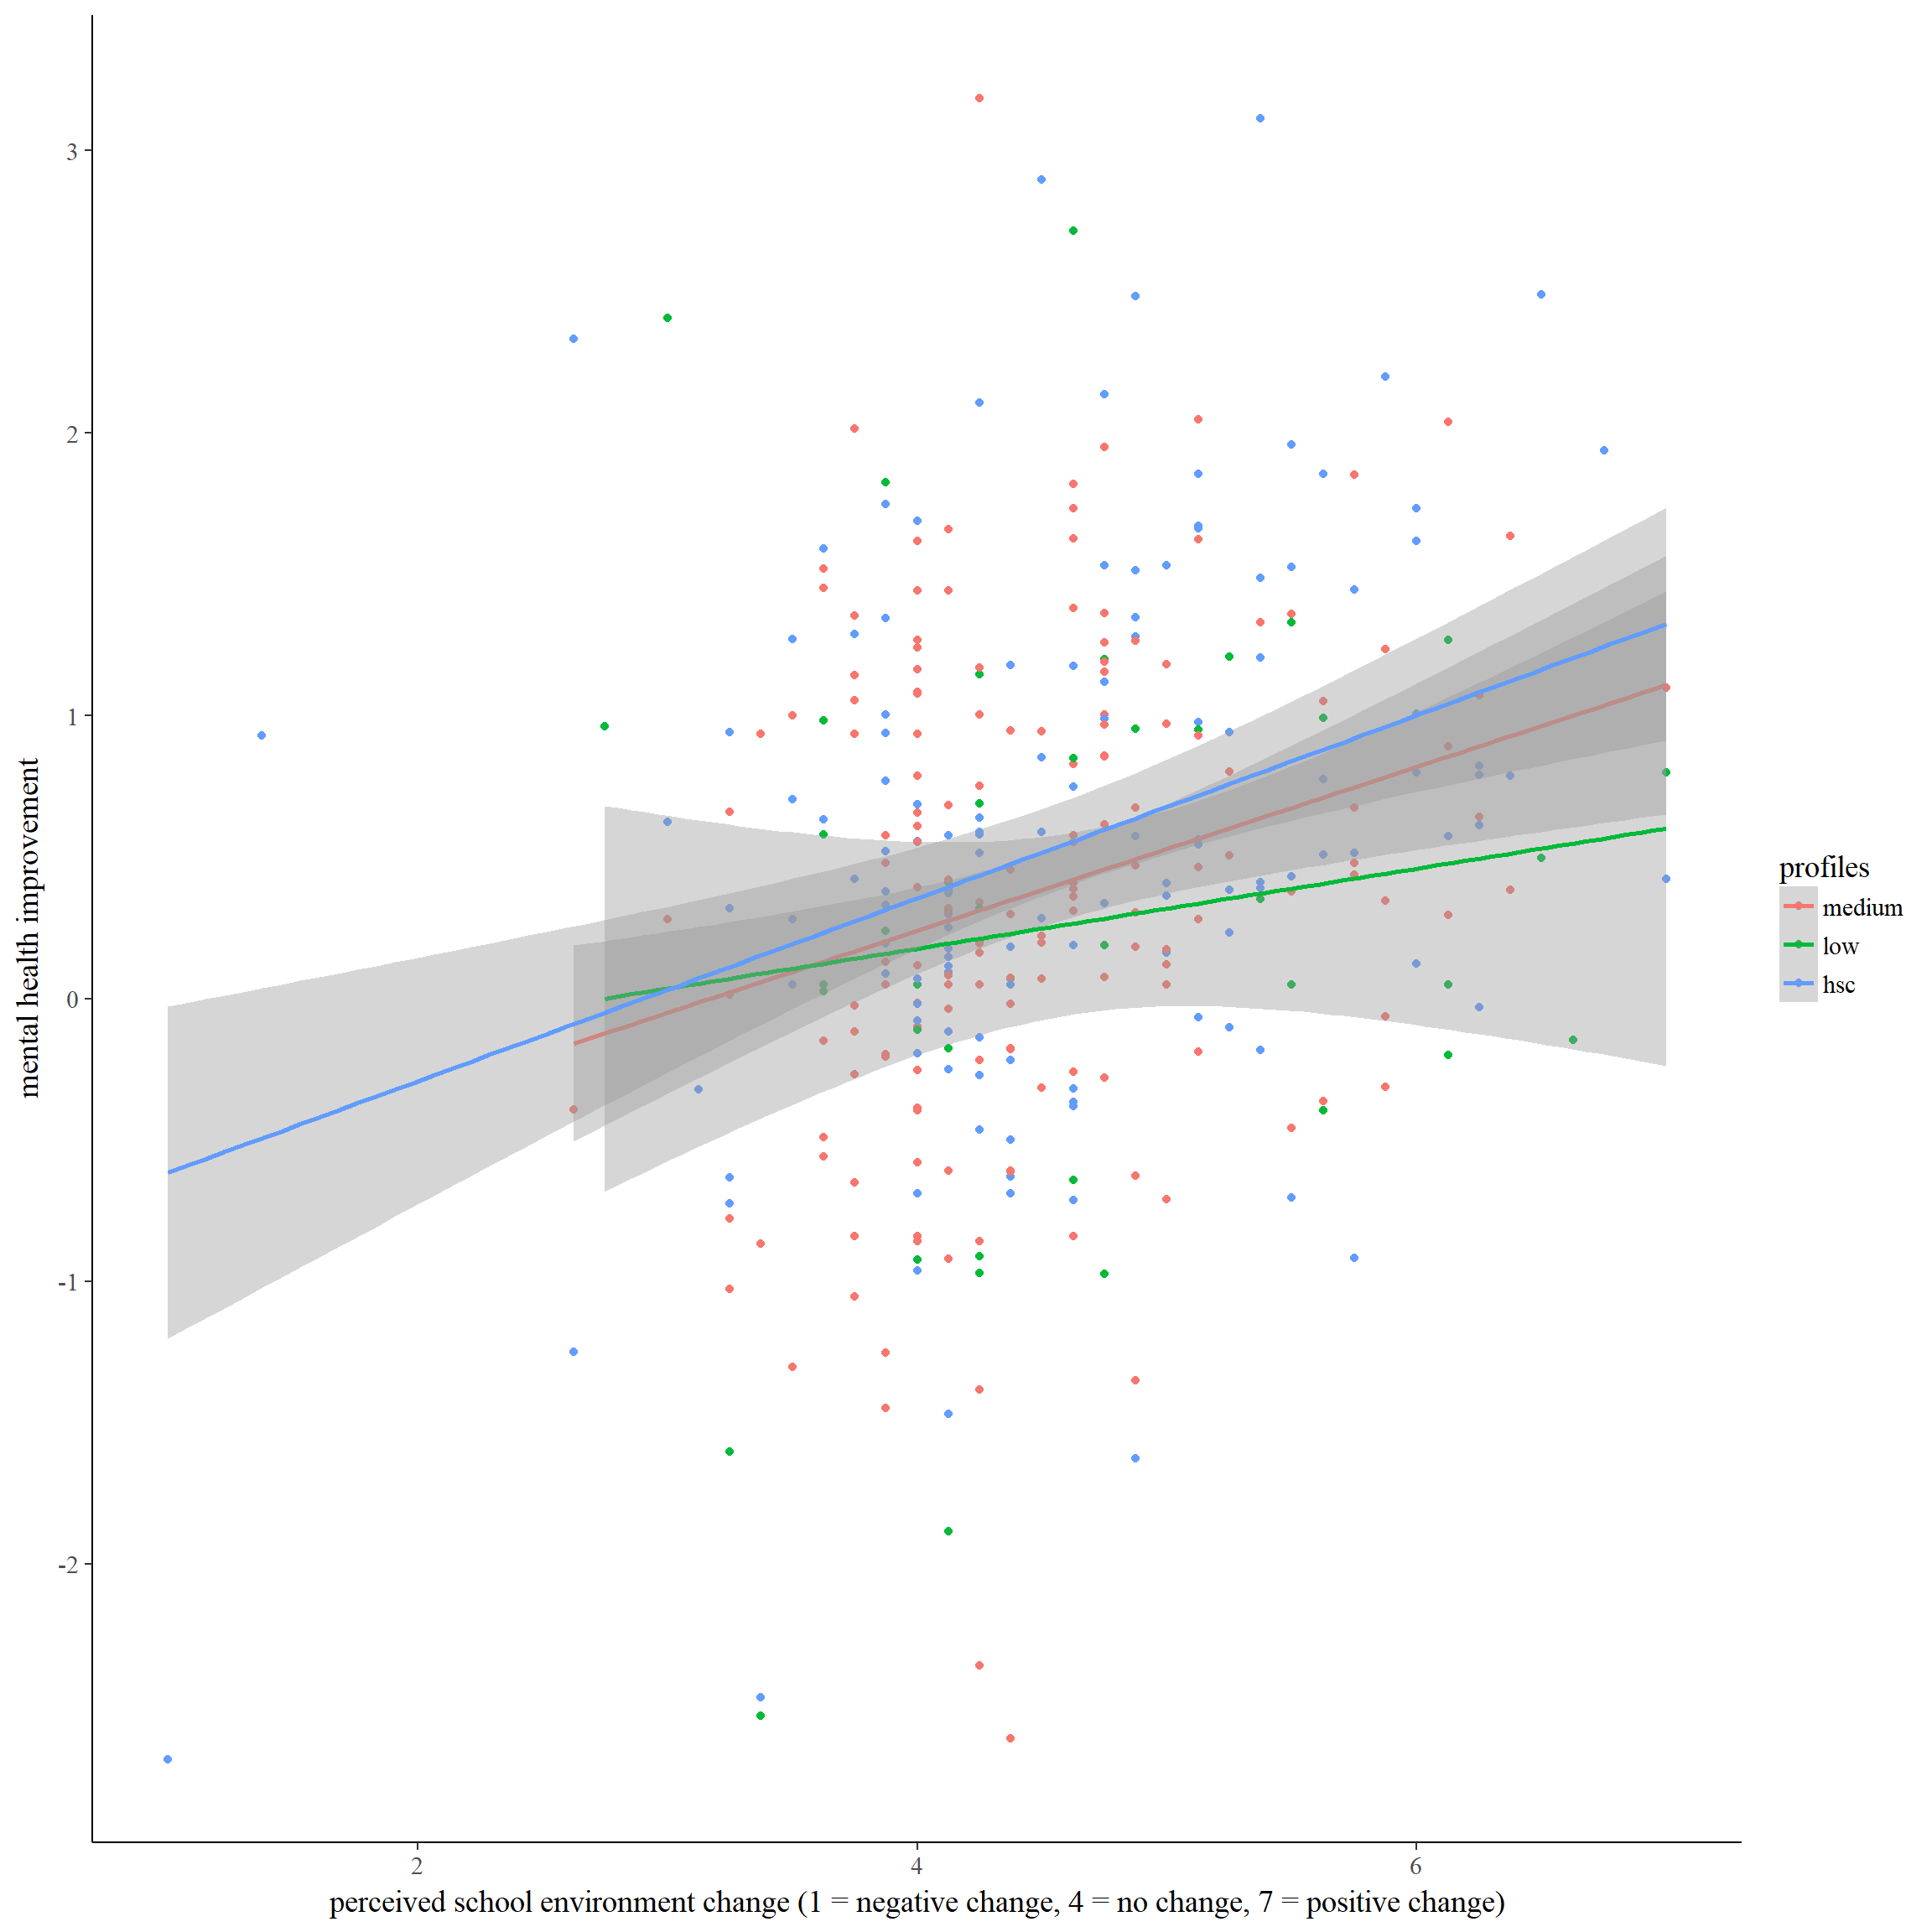 3
2
1
0
-1
-2
mental health improvement
2
4
6
perceived school environment change (1 = negative change, 4 = no change, 7 = positive change)
profiles
medium
low
hsc